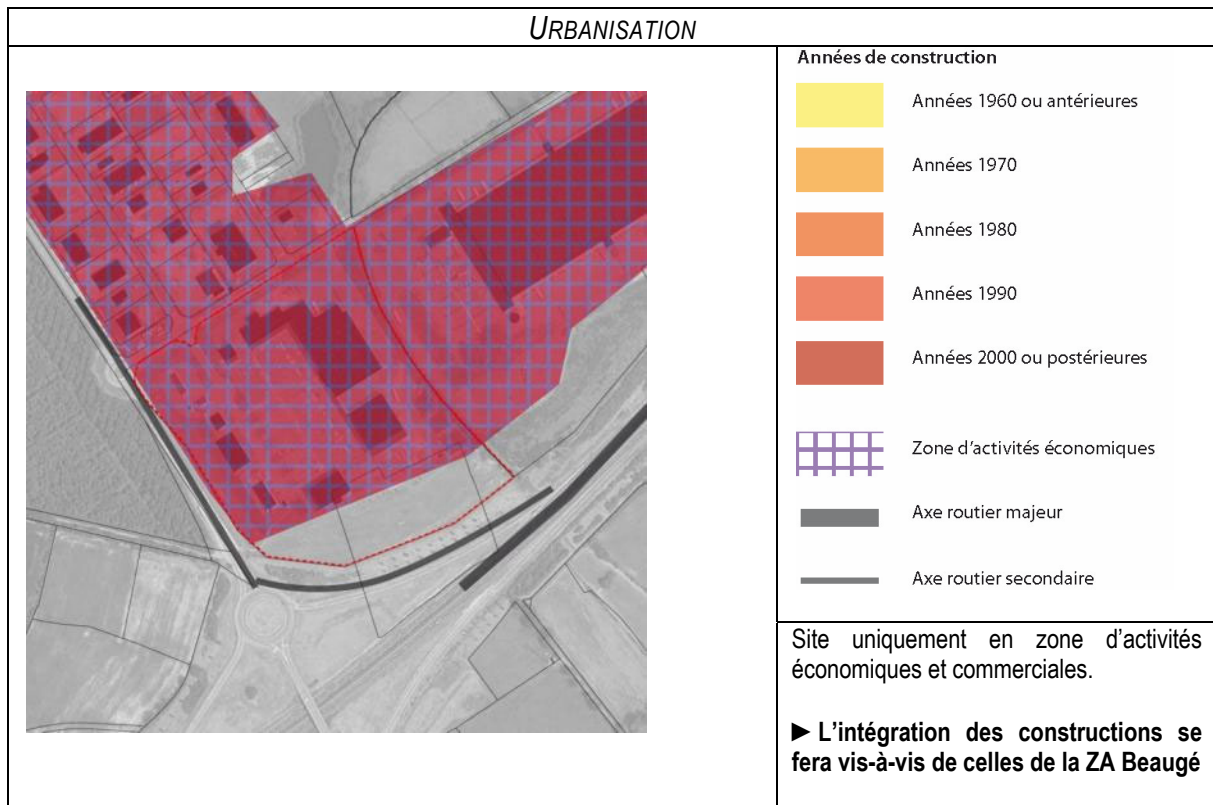 URBANISATION
Années de construction
Années 1960 ou antérieures
Années 1970
Années 1980
Années 1990
Années 2000 ou postérieures
Zone d'activités économiques
Axe routier majeur
Axe routier secondaire
Site uniquement en zone d'activités
économiques et commerciales.
►L'intégration des constructions se
fera vis-à-vis de celles de la ZA Beaugé